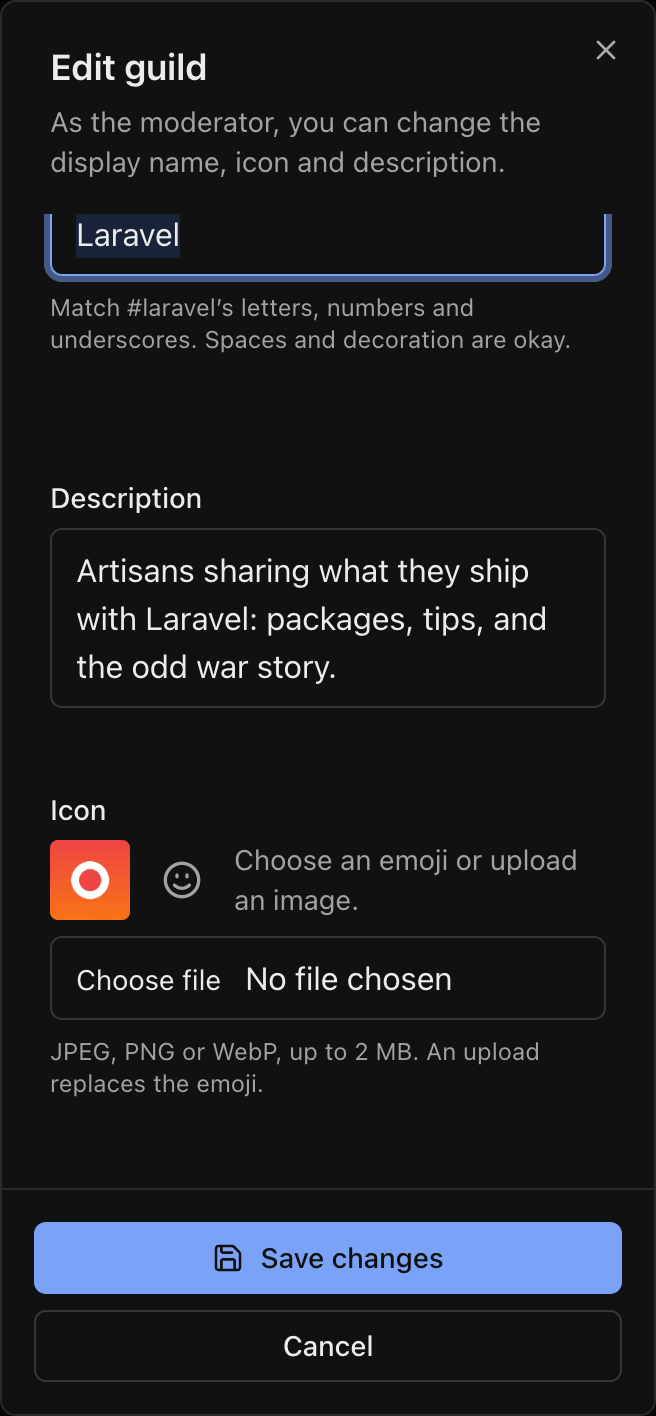 Edit guild
As the moderator, you can change the
display name, icon and description.
Laravel
Match #laravel’s letters, numbers and
underscores. Spaces and decoration are okay.
Description
Artisans sharing what they ship
with Laravel: packages, tips, and
the odd war story.
Icon
Choose an emoji or upload
an image.
Choose file No file chosen
JPEG, PNG or WebP, up to 2 MB. An upload
replaces the emoji.
Save changes
Cancel